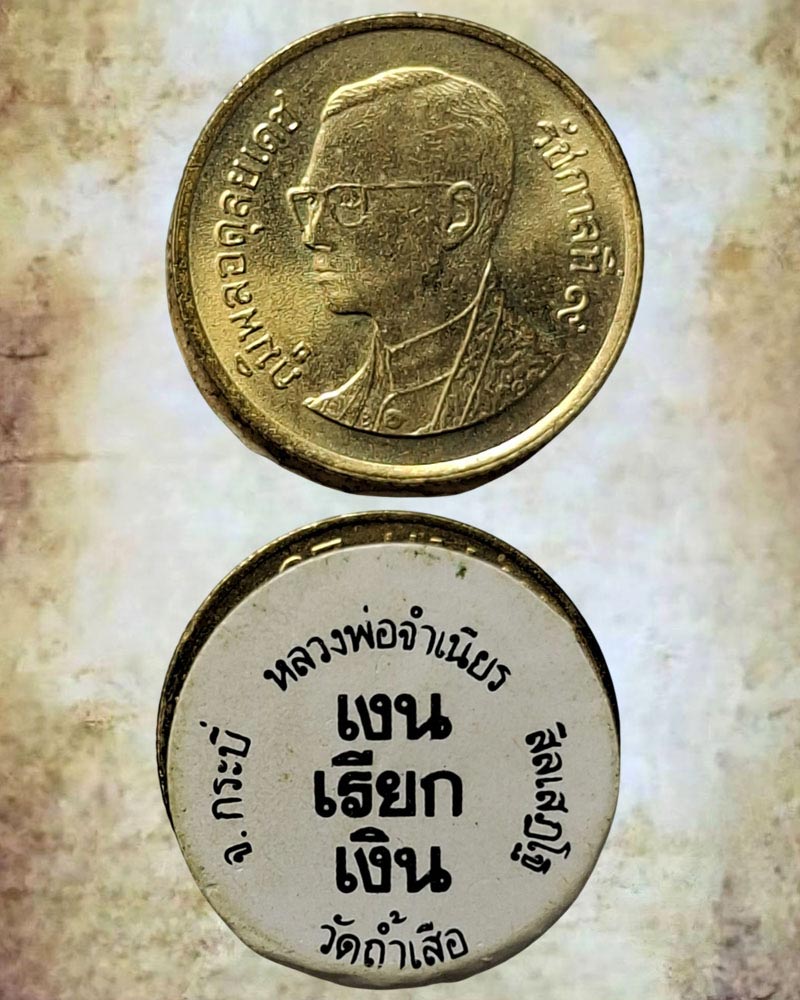 ภูมิพลอดุลยเดช
รัชกาลที่ ๙
หลวงพ่อจำเนียร
สีลเสฏโฐ
จ.กระบี่
เงน
เรียก
เงิน
วัดถ้ำเสือ